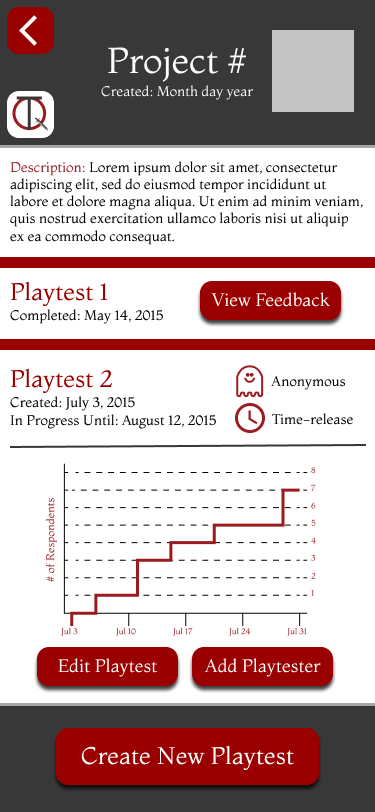 Project #
Created: Month day year
Description: Lorem ipsum dolor sit amet, consectetur
adipiscing elit, sed do eiusmod tempor incididunt ut
labore et dolore magna aliqua. Ut enim ad minim veniam,
quis nostrud exercitation ullamco laboris nisi ut aliquip
ex ea commodo consequat.
Playtest 1
Completed: May 14, 2015
View Feedback
Playtest 2
Created: July 3, 2015
In Progress Until: August 12, 2015
Anonymous
Time-release
# of Respondents
8
7
6
5
4
3
2
1
Jul 3
Jul 10
Jul 17
Jul 24
Jul 31
Edit Playtest
Add Playtester
Create New Playtest